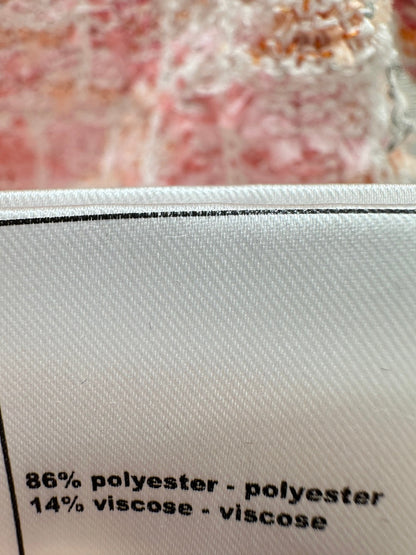 86% polyester - polyester
14% viscose - viscose